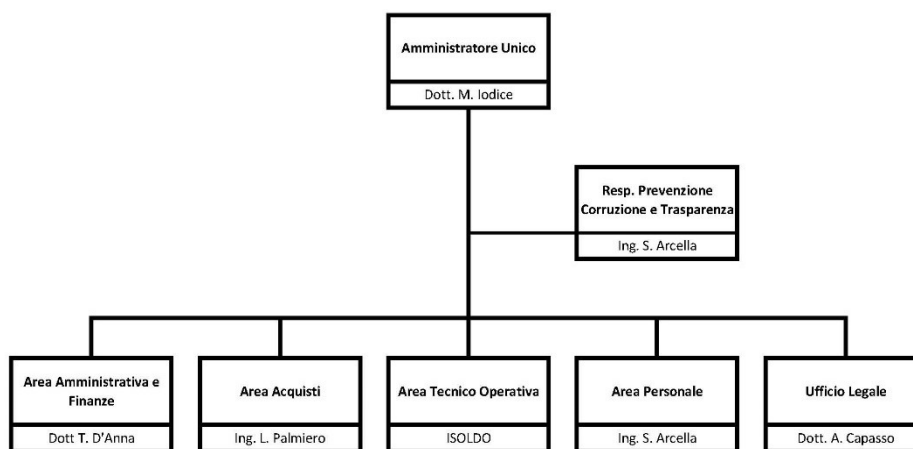 Amministratore Unico
Dott. M. Iodice
Resp. Prevenzione
Corruzione e Trasparenza
Ing. S. Arcella
Area Amministrativa e
Finanze
Dott T. D'Anna
Area Acquisti
Ing. L. Palmiero
Area Tecnico Operativa
ISOLDO
Area Personale
Ing. S. Arcella
Ufficio Legale
Dott. A. Capasso